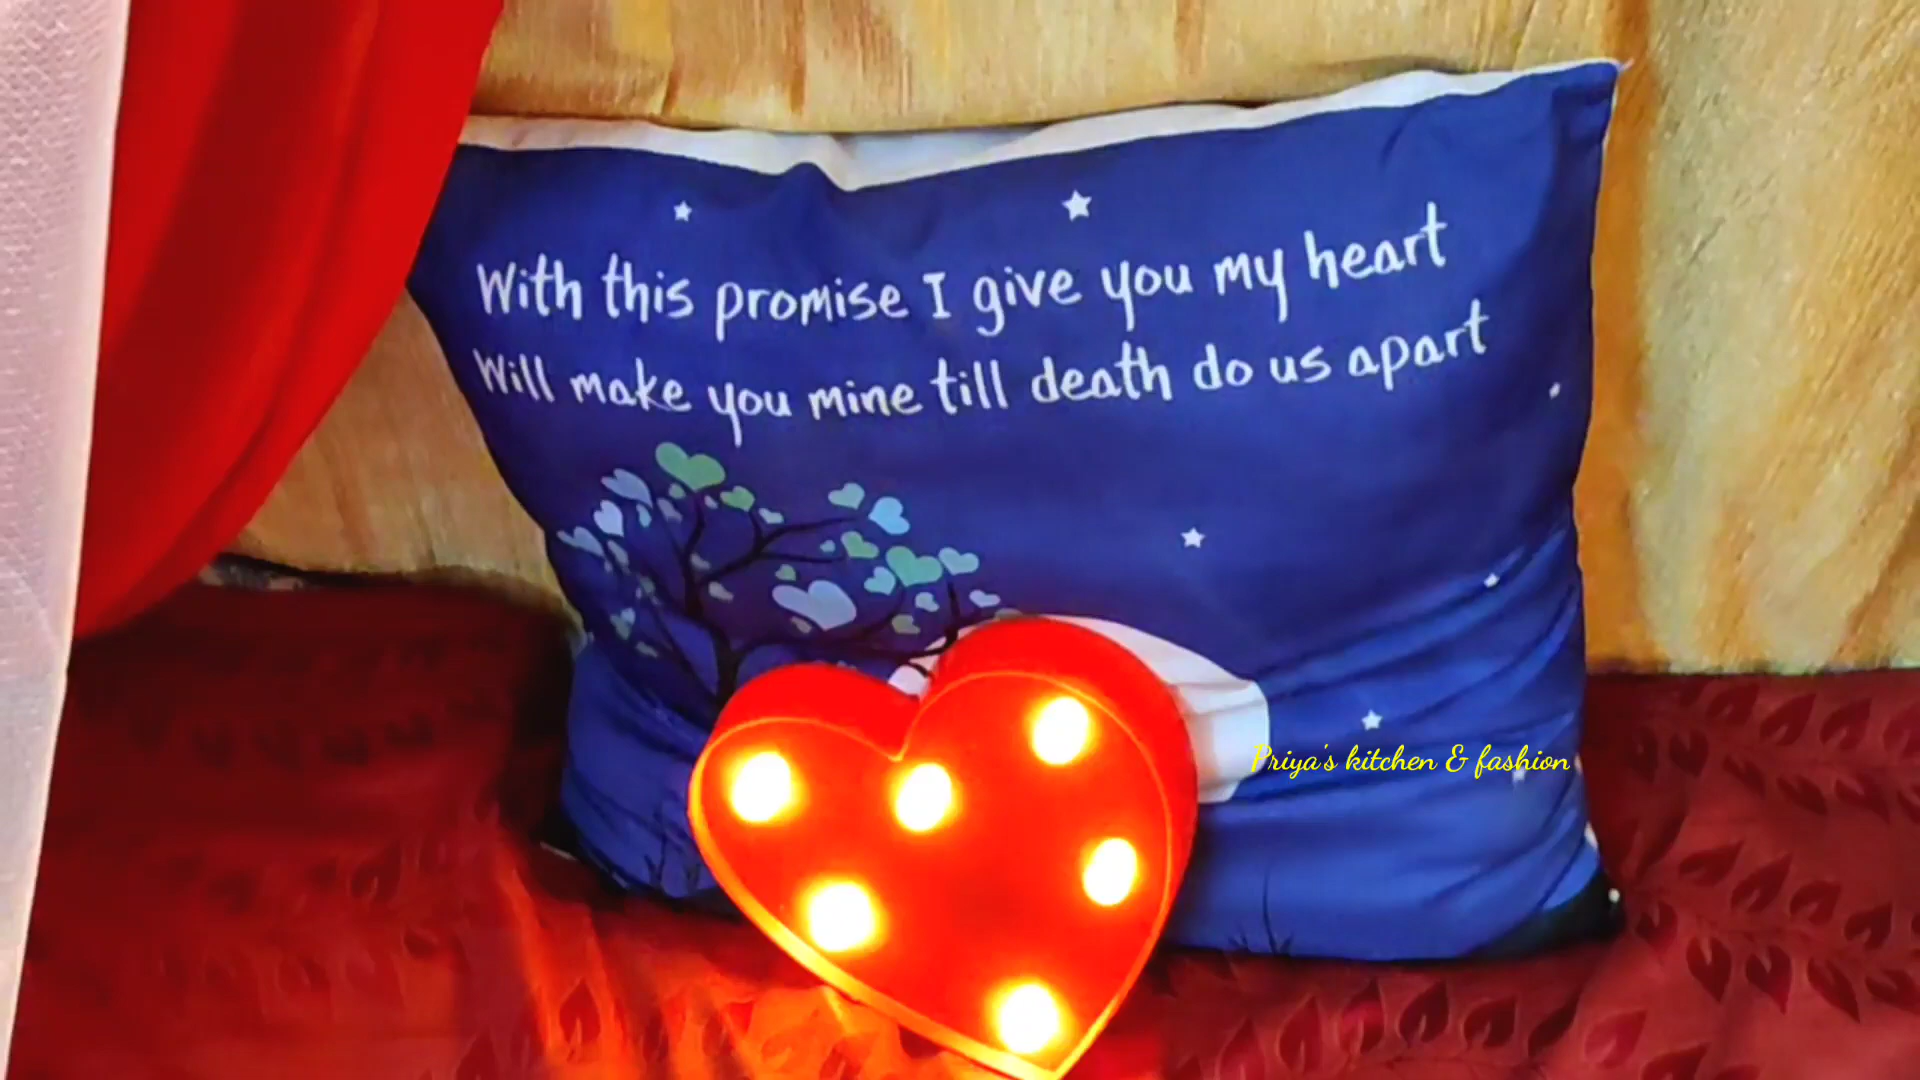 With this promise I give you my heart
Will make you mine till death do us apart
Priya's kitchen & fashion